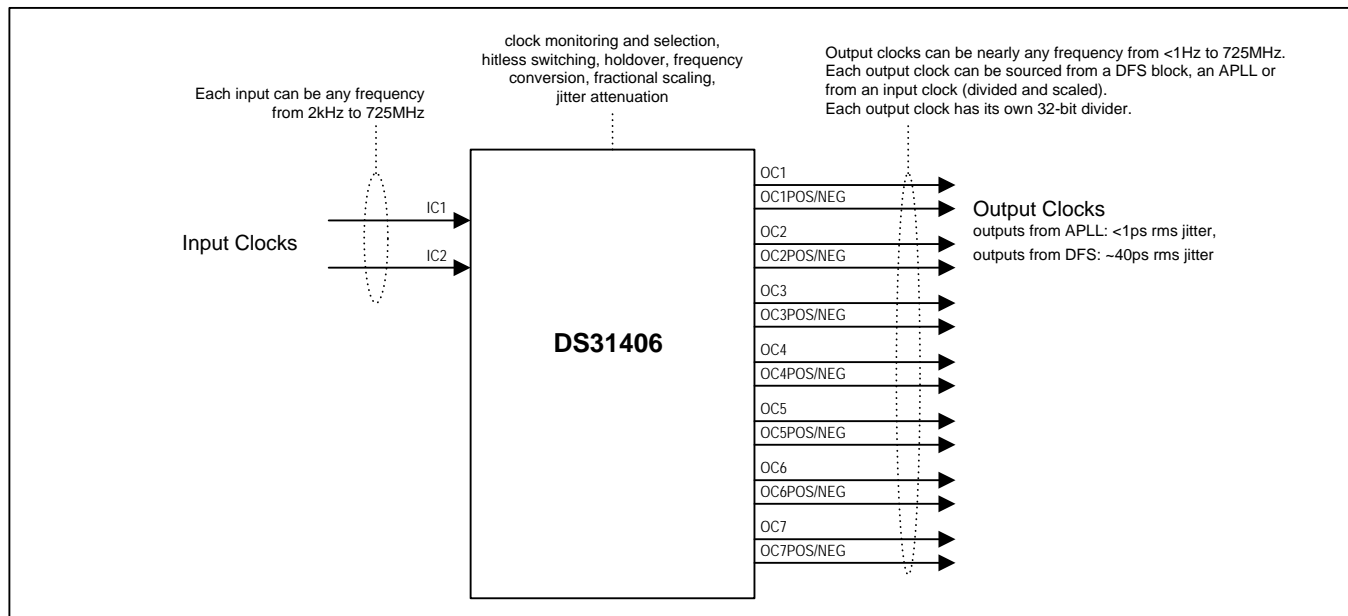 clock monitoring and selection,
hitless switching, holdover, frequency
conversion, fractional scaling,
jitter attenuation
Output clocks can be nearly any frequency from <1Hz to 725MHz.
Each output clock can be sourced from a DFS block, an APLL or
from an input clock (divided and scaled).
Each output clock has its own 32-bit divider.
Each input can be any frequency
from 2kHz to 725MHz
Input Clocks
IC1
IC2
DS31406
OC1
OC1POS/NEG
OC2
OC2POS/NEG
OC3
OC3POS/NEG
OC4
OC4POS/NEG
OC5
OC5POS/NEG
OC6
OC6POS/NEG
OC7
OC7POS/NEG
Output Clocks
outputs from APLL: <1ps rms jitter,
outputs from DFS: ~40ps rms jitter